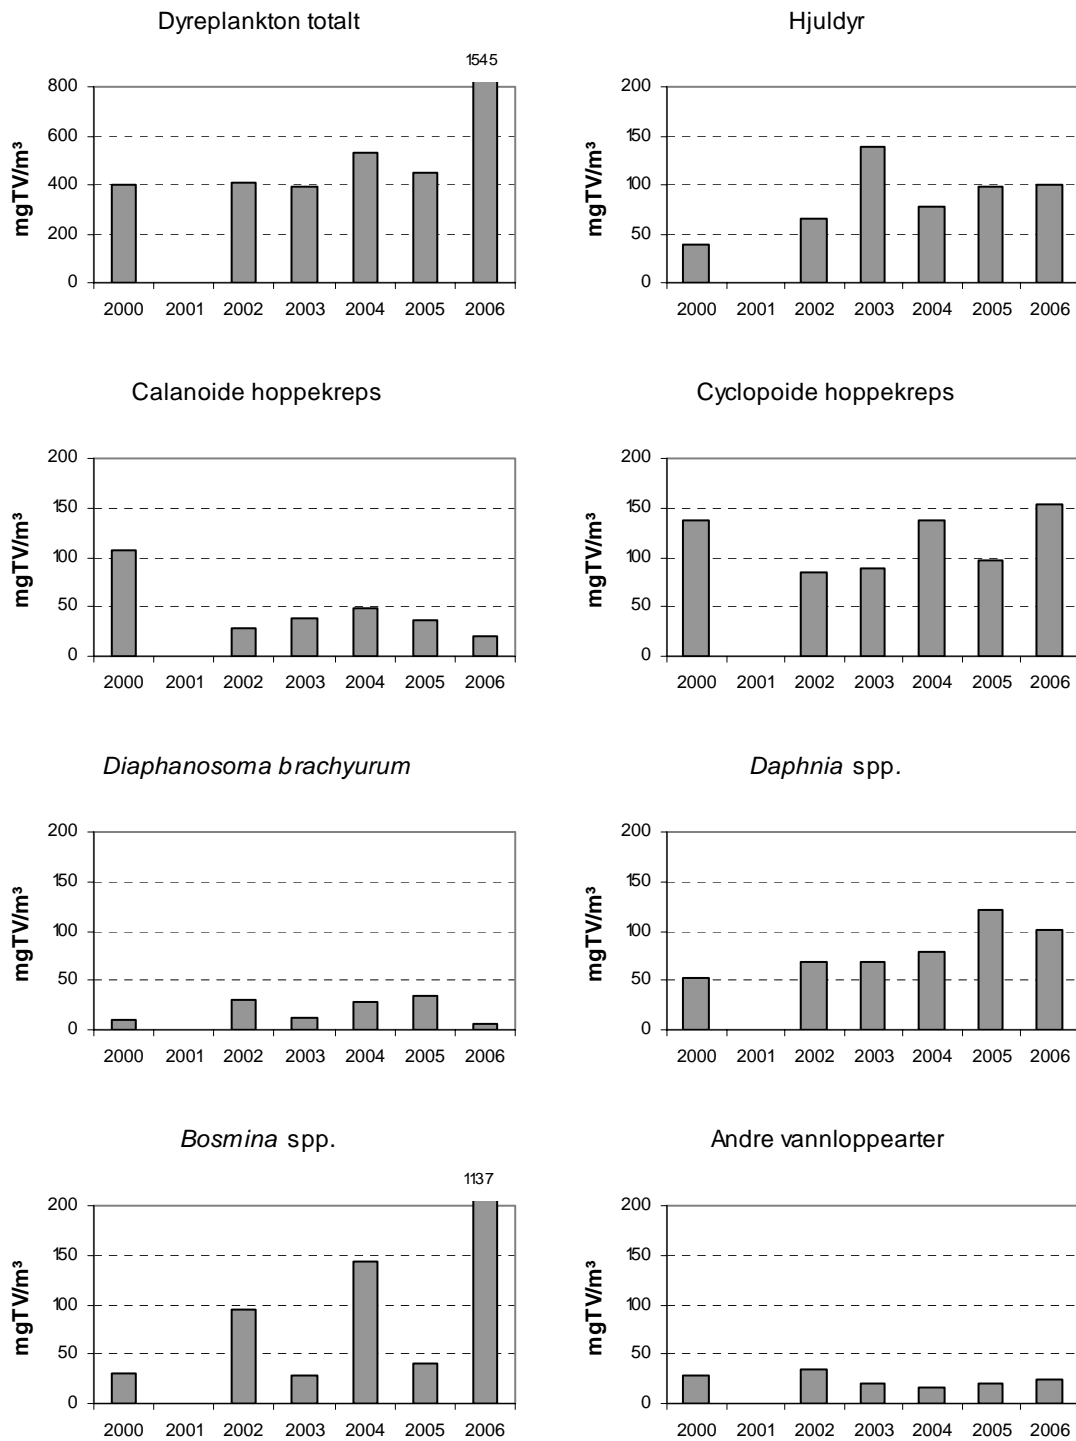 Dyreplankton totalt
1545
mgTV/m³
800
600
400
200
0
2000 2001 2002 2003 2004 2005 2006
Hjuldyr
mgTV/m³
200
150
100
50
0
2000 2001 2002 2003 2004 2005 2006
Calanoide hoppekreps
mgTV/m³
200
150
100
50
0
2000 2001 2002 2003 2004 2005 2006
Cyclopoide hoppekreps
mgTV/m³
200
150
100
50
0
2000 2001 2002 2003 2004 2005 2006
Diaphanosoma brachyurum
mgTV/m³
200
150
100
50
0
2000 2001 2002 2003 2004 2005 2006
Daphnia spp.
mgTV/m³
200
150
100
50
0
2000 2001 2002 2003 2004 2005 2006
Bosmina spp.
1137
mgTV/m³
200
150
100
50
0
2000 2001 2002 2003 2004 2005 2006
Andre vannloppearter
mgTV/m³
200
150
100
50
0
2000 2001 2002 2003 2004 2005 2006